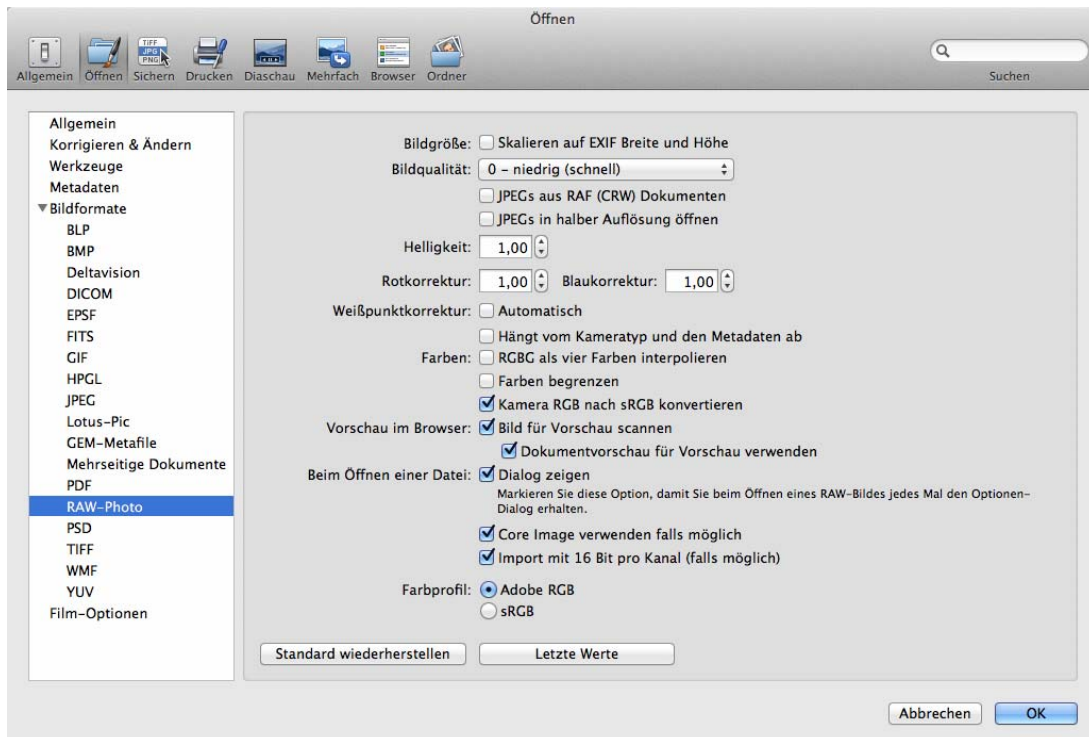 Öffnen
TIFF
JPG
PNG
Allgemein Öffnen Sichern Drucken Diaschau Mehrfach Browser Ordner
Suchen
Allgemein
Korrigieren & Ändern
Werkzeuge
Metadaten
Bildformate
BLP
BMP
Deltavision
DICOM
EPSF
FITS
GIF
HPGL
JPEG
Lotus-Pic
GEM-Metafile
Mehrseitige Dokumente
PDF
RAW-Photo
PSD
TIFF
WMF
YUV
Film-Optionen
Bildgröße: Skalieren auf EXIF Breite und Höhe
Bildqualität: 0 – niedrig (schnell)
JPEGs aus RAF (CRW) Dokumenten
JPEGs in halber Auflösung öffnen
Helligkeit: 1,00
Rotkorrektur: 1,00 Blaukorrektur: 1,00
Weißpunktkorrektur: Automatisch
Hängt vom Kameratyp und den Metadaten ab
Farben: RGBG als vier Farben interpolieren
Farben begrenzen
Kamera RGB nach sRGB konvertieren
Vorschau im Browser: Bild für Vorschau scannen
Dokumentvorschau für Vorschau verwenden
Beim Öffnen einer Datei: Dialog zeigen
Markieren Sie diese Option, damit Sie beim Öffnen eines RAW-Bildes jedes Mal den Optionen-
Dialog erhalten.
Core Image verwenden falls möglich
Import mit 16 Bit pro Kanal (falls möglich)
Farbprofil: Adobe RGB
sRGB
Standard wiederherstellen Letzte Werte
Abbrechen OK